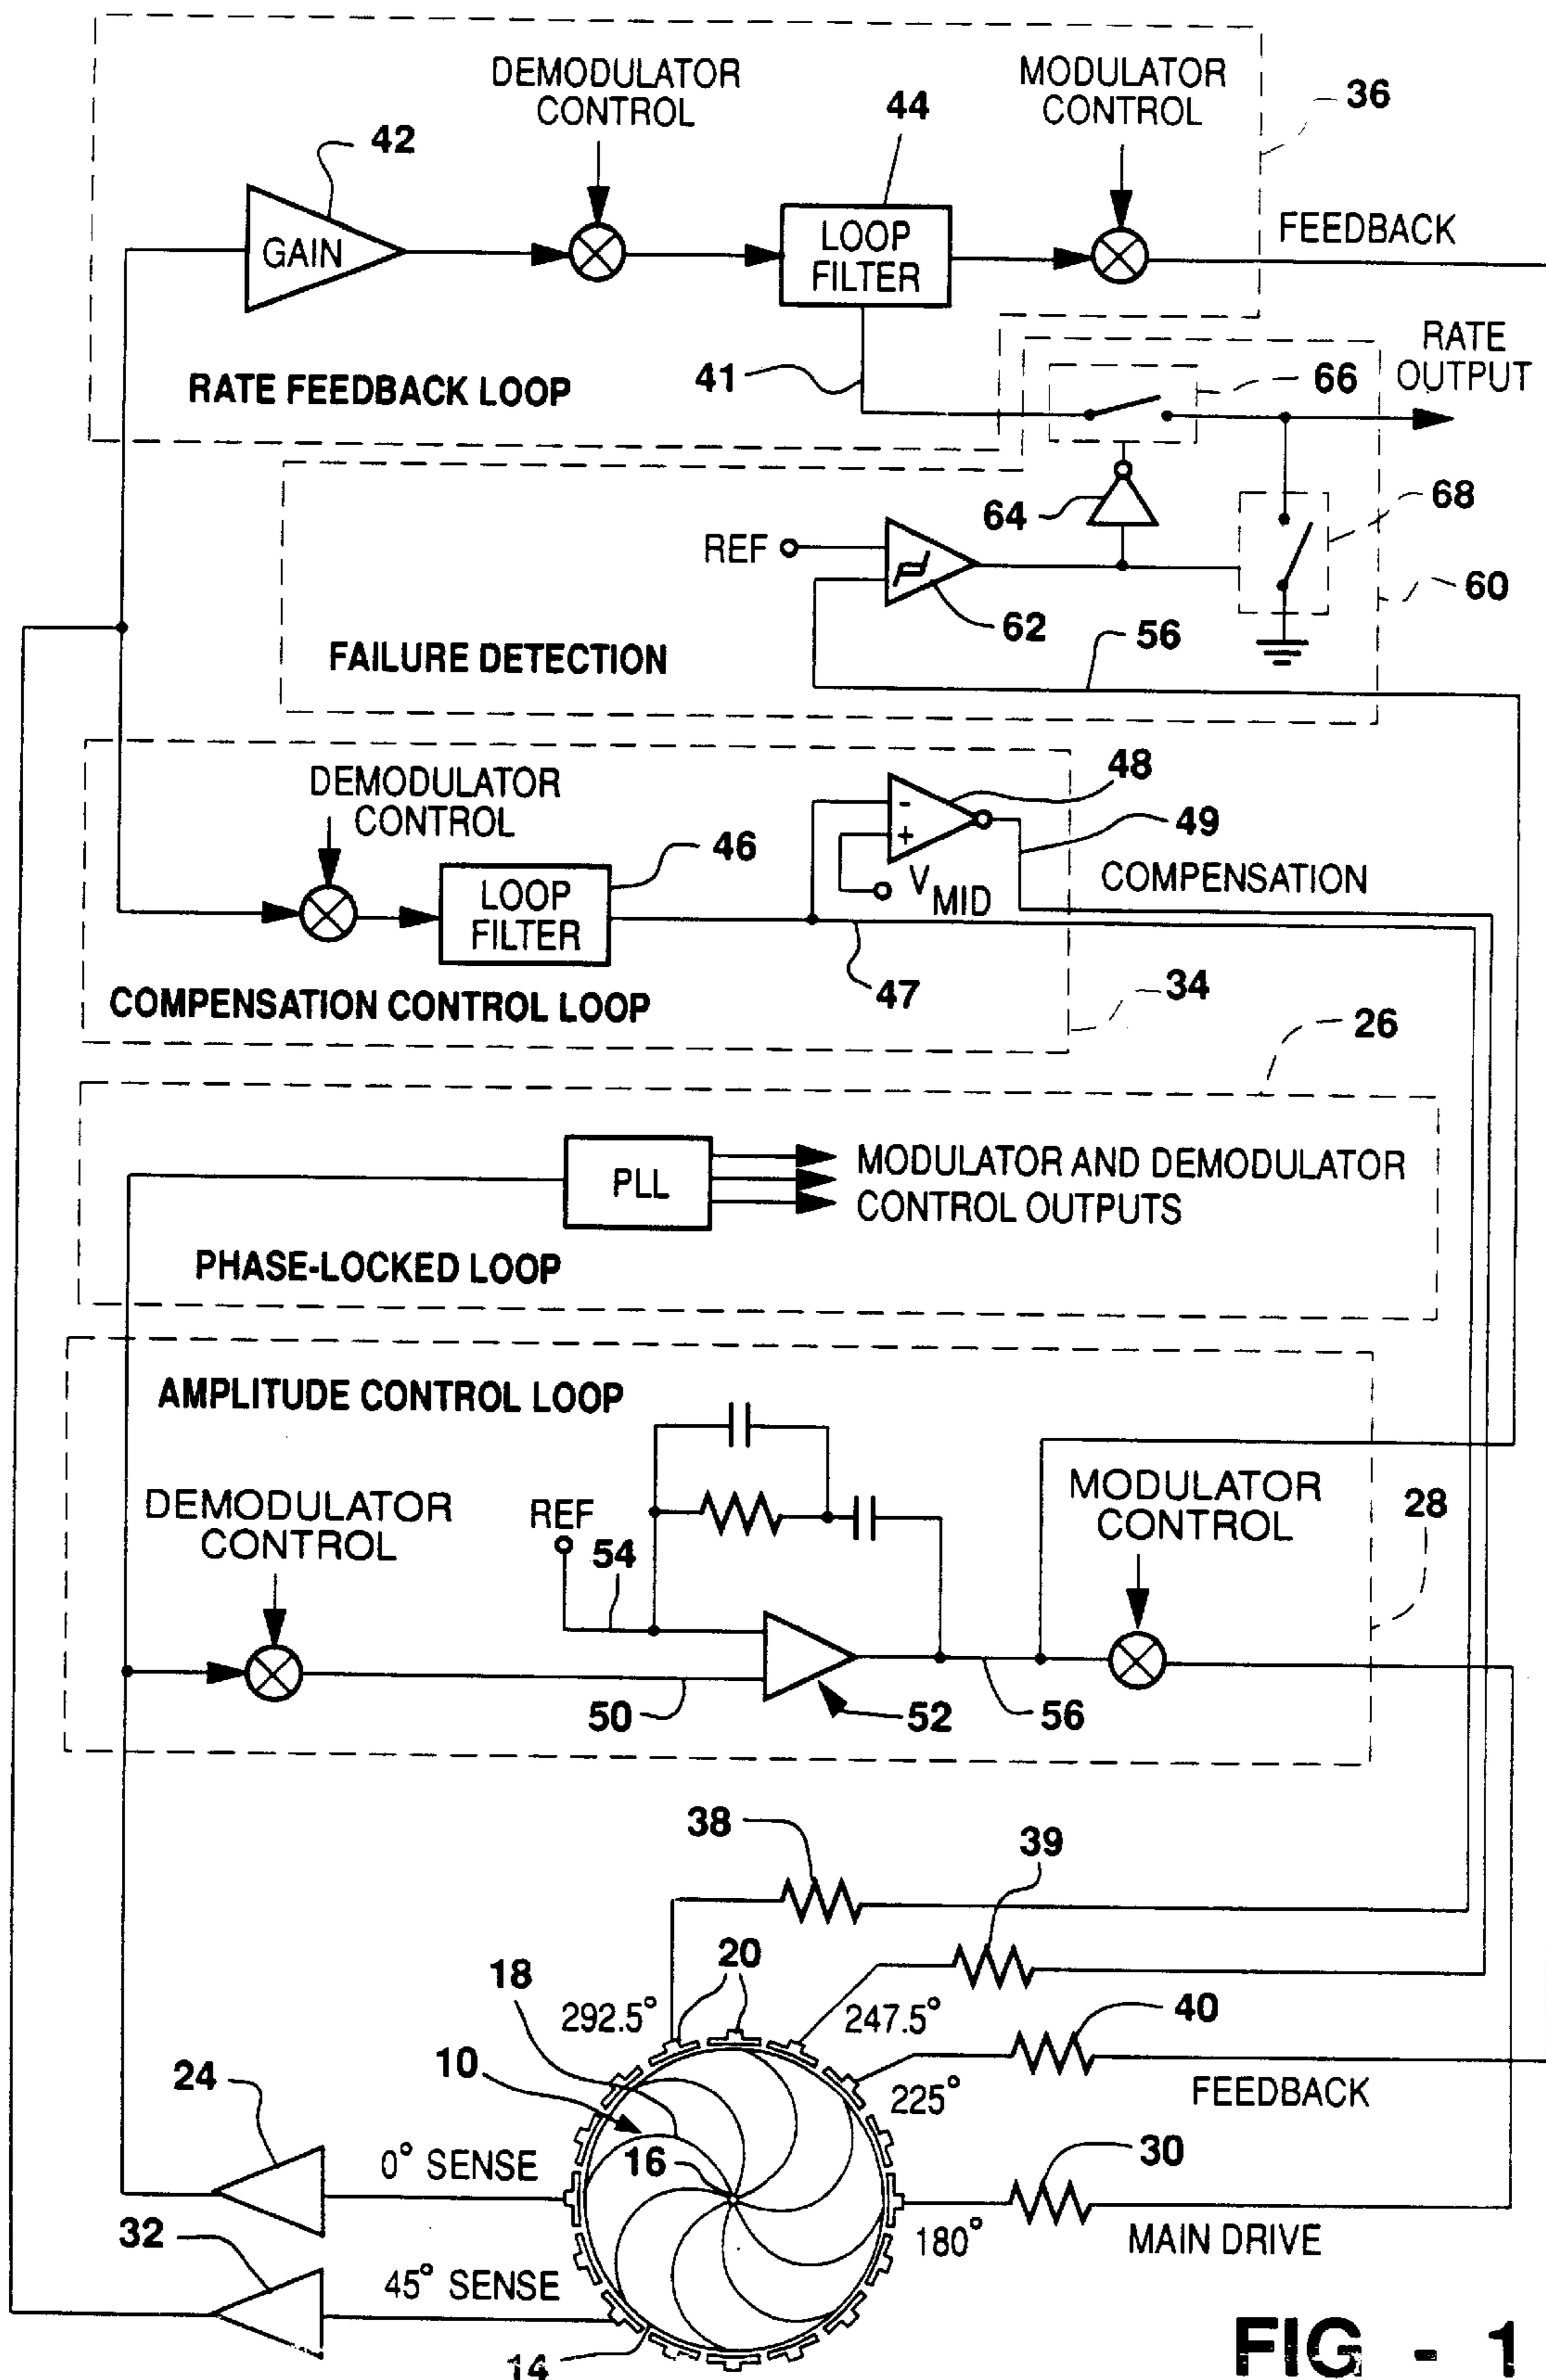 DEMODULATOR
CONTROL
MODULATOR
CONTROL
44
36
42
GAIN
LOOP
FILTER
FEEDBACK
RATE
OUTPUT
41
66
RATE FEEDBACK LOOP
64
68
REF
62
60
56
FAILURE DETECTION
DEMODULATOR
CONTROL
48
49
46
-
+
V MID
COMPENSATION
LOOP
FILTER
47
34
COMPENSATION CONTROL LOOP
26
PLL
MODULATOR AND DEMODULATOR
CONTROL OUTPUTS
PHASE-LOCKED LOOP
AMPLITUDE CONTROL LOOP
DEMODULATOR
CONTROL
REF
54
MODULATOR
CONTROL
28
50
52
56
38
39
20
18
292.5°
247.5°
40
10
24
225°
FEEDBACK
0° SENSE
16
30
32
180°
MAIN DRIVE
45° SENSE
14
FIG - 1